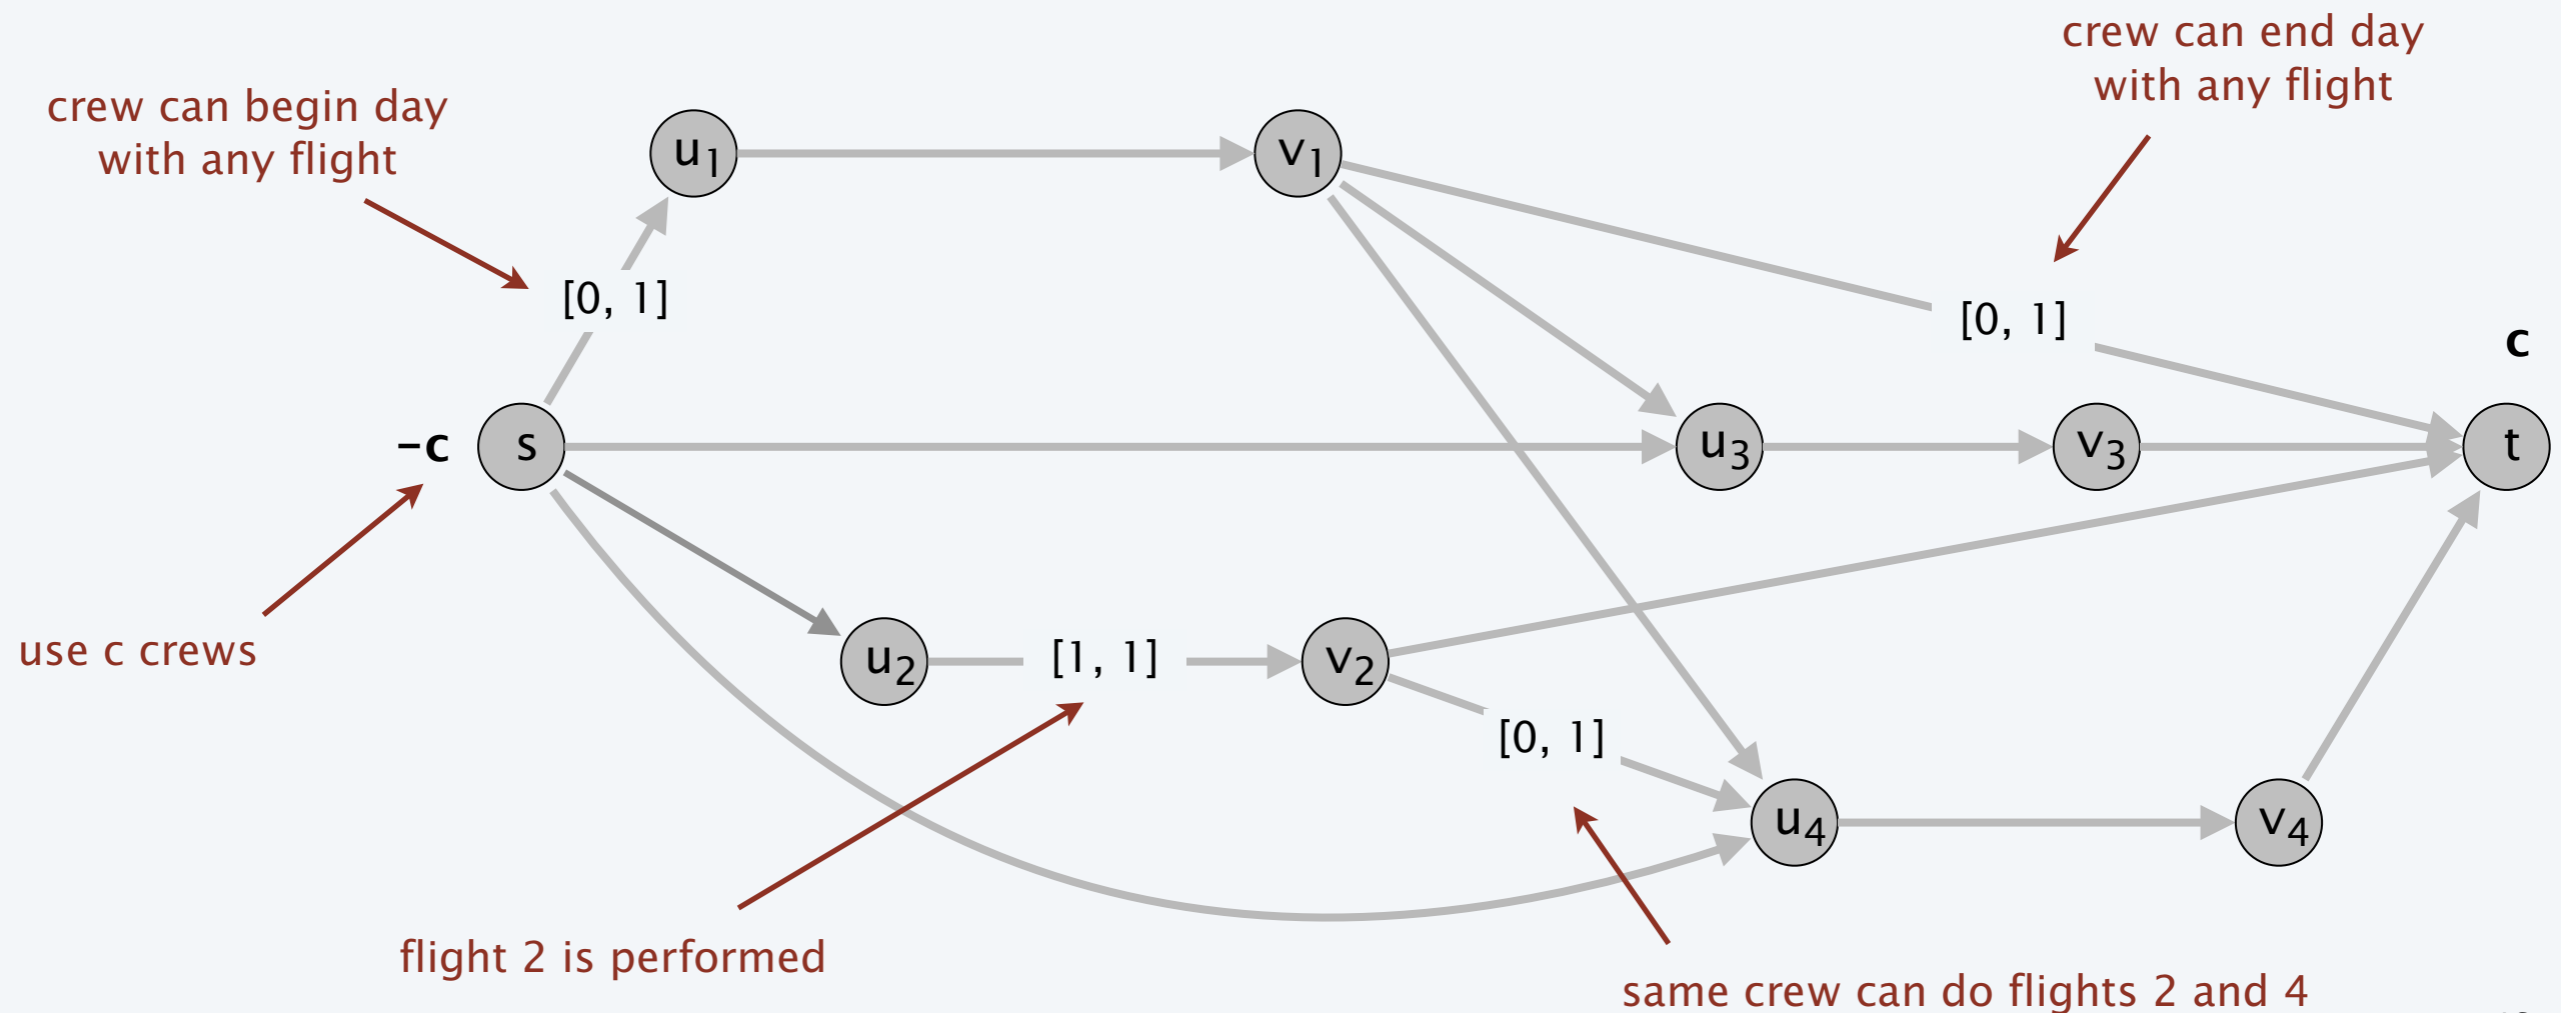 crew can end day
with any flight
crew can begin day
with any flight
u1
v1
[0, 1]
[0, 1]
c
-c
s
u3
v3
t
use c crews
u2
[1, 1]
v2
[0, 1]
u4
v4
flight 2 is performed
same crew can do flights 2 and 4